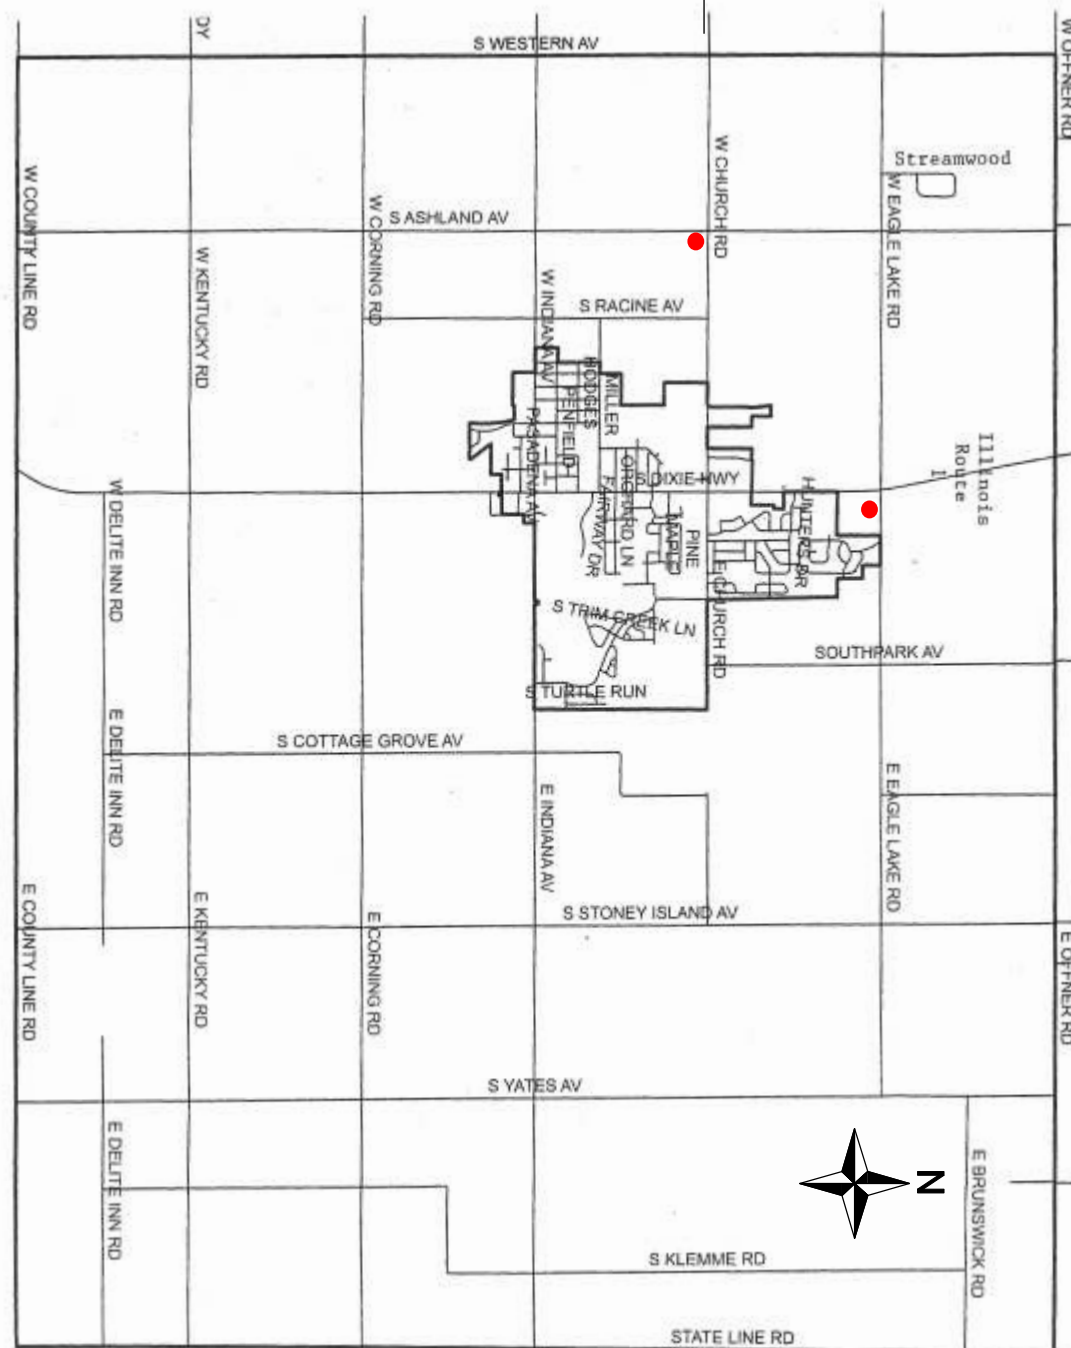 DY
S WESTERN AV
W OFFNER RD
Streamwood
W CHURCH RD
W COUNTY LINE RD
W CORNING RD
S ASHLAND AV
W EAGLE LAKE RD
W KENTUCKY RD
W INDIANA AV
S RACINE AV
HODGES
MILLER
PENFIELD
PASADENA AV
Illinois
Route
1
S DIXIE HWY
ORCHARD LN
FAIRWAY DR
MAPLE
PINE
HUNTERS DR
W DELITE INN RD
E CHURCH RD
S TRIM CREEK LN
SOUTHPARK AV
S TURTLE RUN
E DELITE INN RD
S COTTAGE GROVE AV
E INDIANA AV
E EAGLE LAKE RD
E COUNTY LINE RD
E KENTUCKY RD
E CORNING RD
S STONEY ISLAND AV
E OFFNER RD
S YATES AV
E DELITE INN RD
N
E BRUNSWICK RD
S KLEMME RD
STATE LINE RD